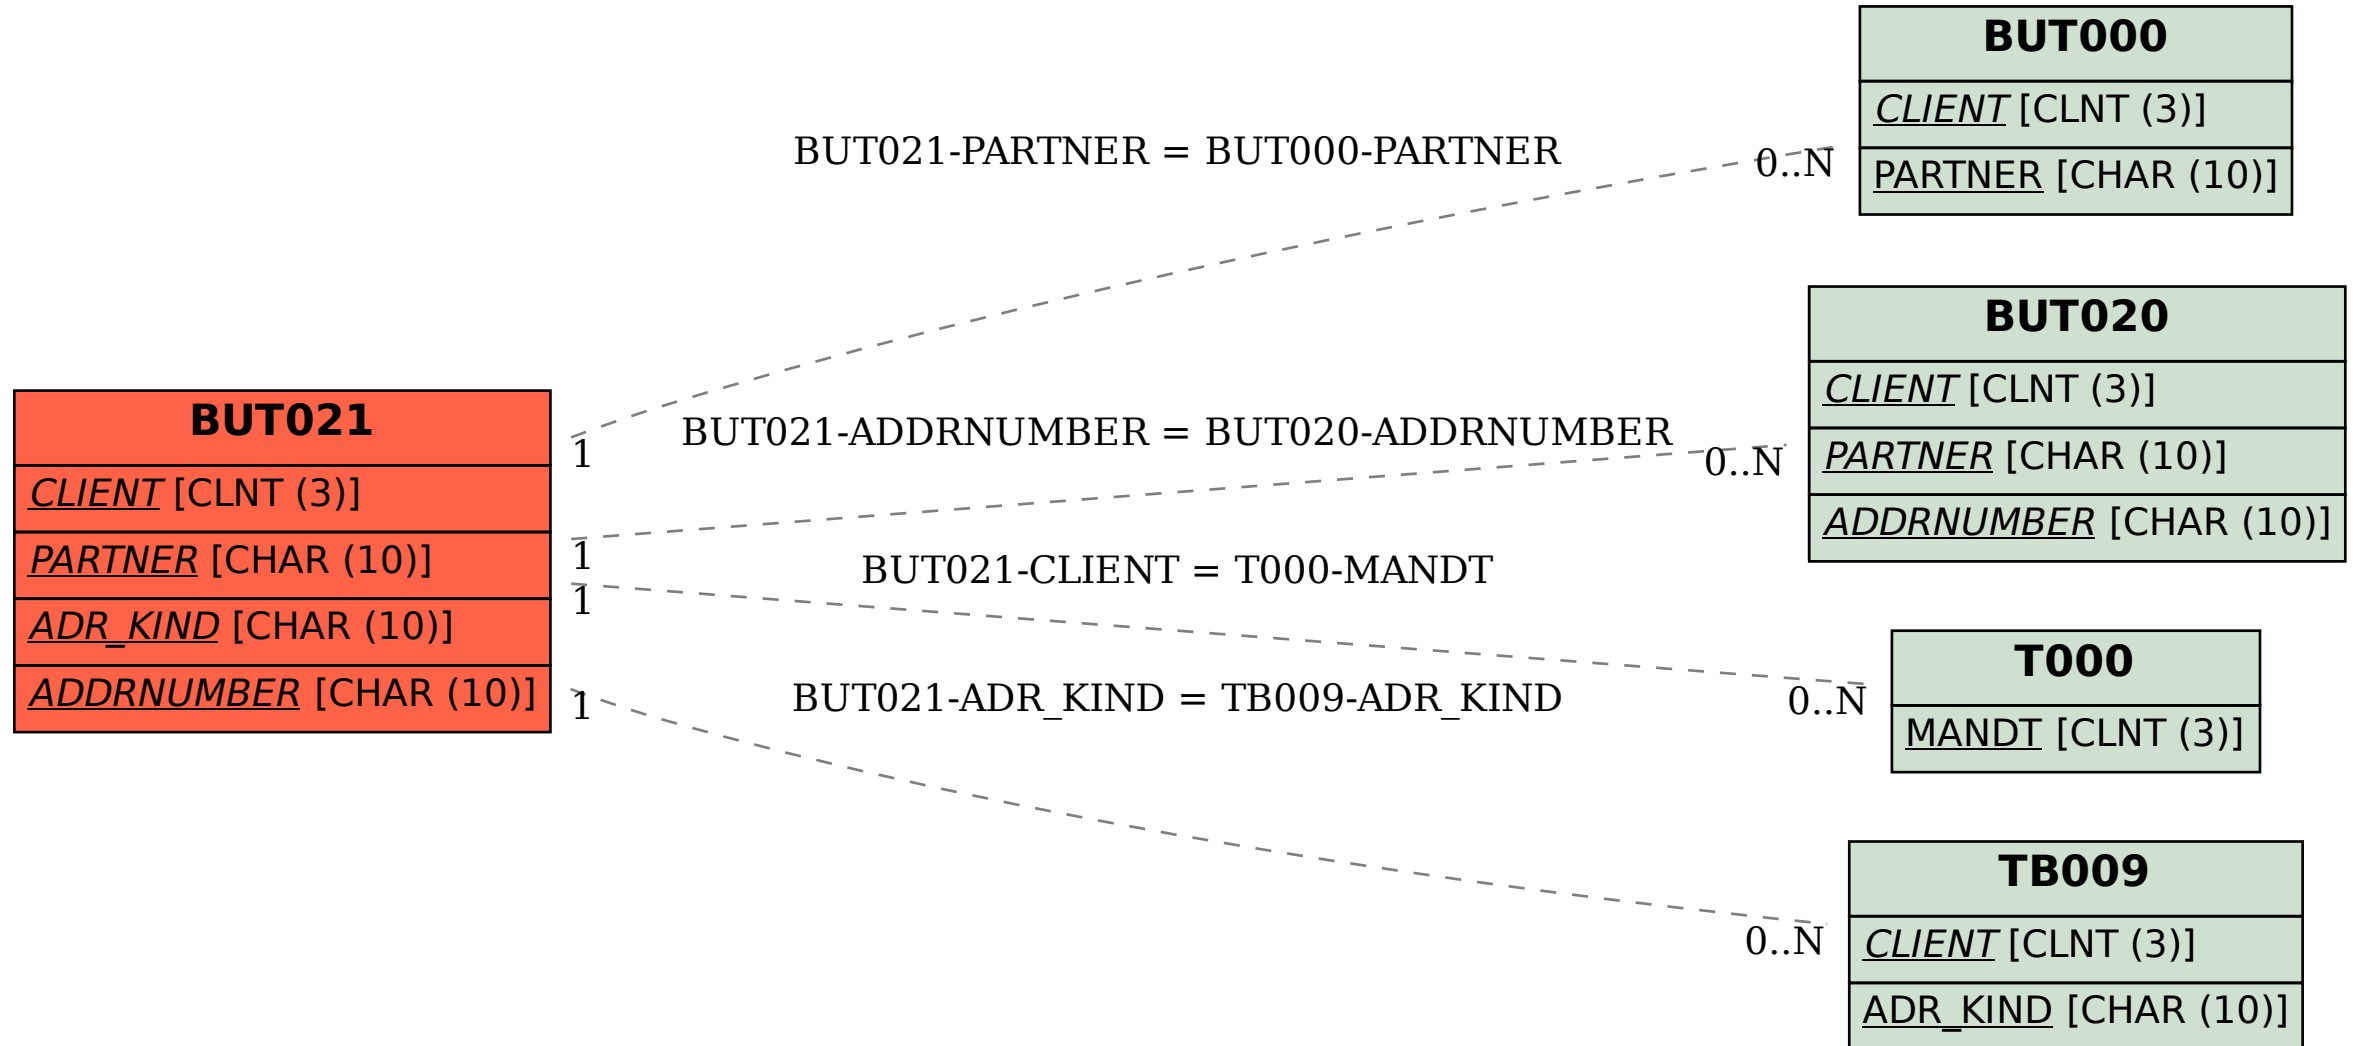 BUT021
CLIENT [CLNT (3)]
PARTNER [CHAR (10)]
ADR_KIND [CHAR (10)]
ADDRNUMBER [CHAR (10)]
BUT021-PARTNER = BUT000-PARTNER
1
0..N
BUT021-ADDRNUMBER = BUT020-ADDRNUMBER
1
0..N
BUT021-CLIENT = T000-MANDT
1
0..N
BUT021-ADR_KIND = TB009-ADR_KIND
1
0..N
BUT000
CLIENT [CLNT (3)]
PARTNER [CHAR (10)]
BUT020
CLIENT [CLNT (3)]
PARTNER [CHAR (10)]
ADDRNUMBER [CHAR (10)]
T000
MANDT [CLNT (3)]
TB009
CLIENT [CLNT (3)]
ADR_KIND [CHAR (10)]